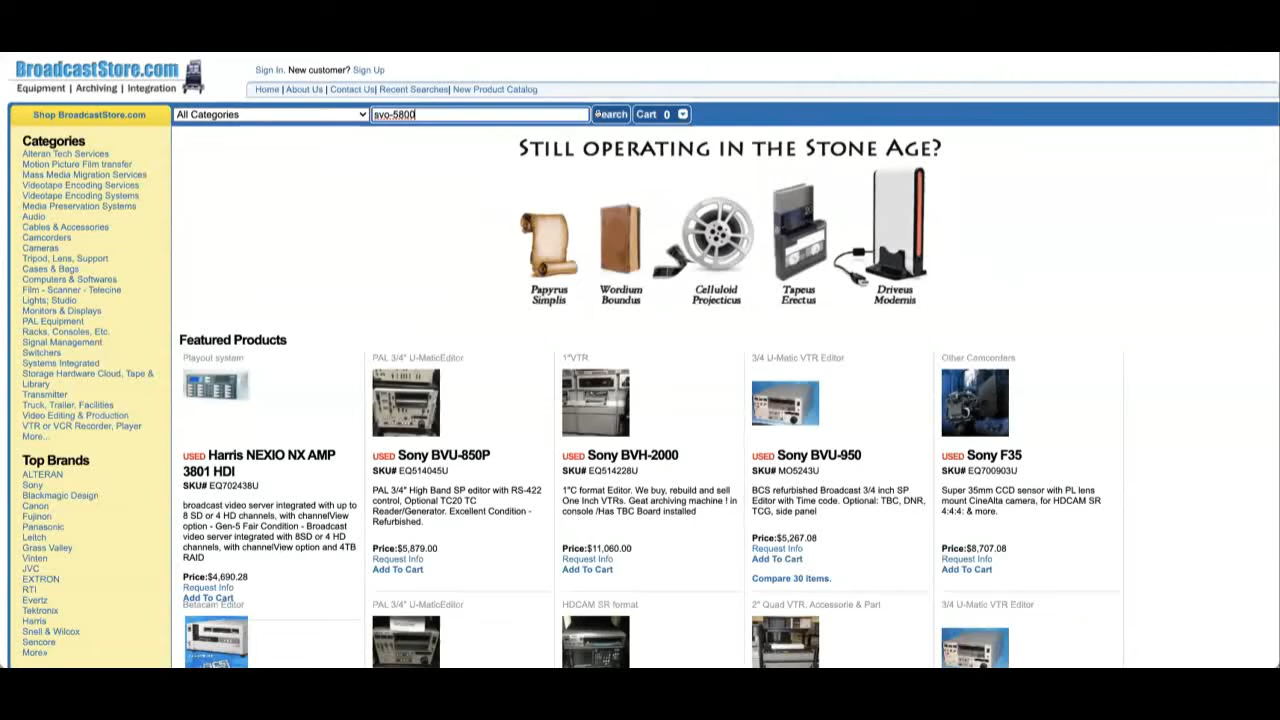 BroadcastStore.com
Equipment | Archiving | Integration
Sign In. New customer? Sign Up
Home | About Us | Contact Us| Recent Searches| New Product Catalog
Shop BroadcastStore.com
All Categories
svo-5800
Search
Cart 0
Categories
Alteran Tech Services
Motion Picture Film transfer
Mass Media Migration Services
Videotape Encoding Services
Videotape Encoding Systems
Media Preservation Systems
Audio
Cables & Accessories
Camcorders
Cameras
Tripod, Lens, Support
Cases & Bags
Computers & Softwares
Film - Scanner - Telecine
Lights; Studio
Monitors & Displays
PAL Equipment
Racks, Consoles, Etc.
Signal Management
Switchers
Systems Integrated
Storage Hardware Cloud, Tape &
Library
Transmitter
Truck, Trailer, Facilities
Video Editing & Production
VTR or VCR Recorder, Player
More...
Top Brands
ALTERAN
Sony
Blackmagic Design
Canon
Fujinon
Panasonic
Leitch
Grass Valley
Vinten
JVC
EXTRON
RTI
Evertz
Tektronix
Harris
Snell & Wilcox
Sencore
More»
Still operating in the Stone Age?
Papyrus
Simplis
Wordium
Boundus
Celluloid
Projecticus
Tapeus
Erectus
Driveus
Modernis
Featured Products
Playout system
USED Harris NEXIO NX AMP
3801 HDI
SKU# EQ702438U
broadcast video server integrated with up to
8 SD or 4 HD channels, with channelView
option - Gen-5 Fair Condition - Broadcast
video server integrated with 8SD or 4 HD
channels, with channelView option and 4TB
RAID
Price:$4,690.28
Request Info
Add To Cart
PAL 3/4" U-MaticEditor
USED Sony BVU-850P
SKU# EQ514045U
PAL 3/4" High Band SP editor with RS-422
control, Optional TC20 TC
Reader/Generator. Excellent Condition -
Refurbished.
Price:$5,879.00
Request Info
Add To Cart
1"VTR
USED Sony BVH-2000
SKU# EQ514228U
1"C format Editor. We buy, rebuild and sell
One Inch VTRs. Geat archiving machine ! in
console /Has TBC Board installed
Price:$11,060.00
Request Info
Add To Cart
3/4 U-Matic VTR Editor
USED Sony BVU-950
SKU# MO5243U
BCS refurbished Broadcast 3/4 inch SP
Editor with Time code. Optional: TBC, DNR,
TCG, side panel
Price:$5,267.08
Request Info
Add To Cart
Compare 30 items.
Other Camcorders
USED Sony F35
SKU# EQ700903U
Super 35mm CCD sensor with PL lens
mount CineAlta camera, for HDCAM SR
4:4:4: & more.
Price:$8,707.08
Request Info
Add To Cart
Betacam Editor
PAL 3/4" U-MaticEditor
HDCAM SR format
2" Quad VTR, Accessorie & Part
3/4 U-Matic VTR Editor